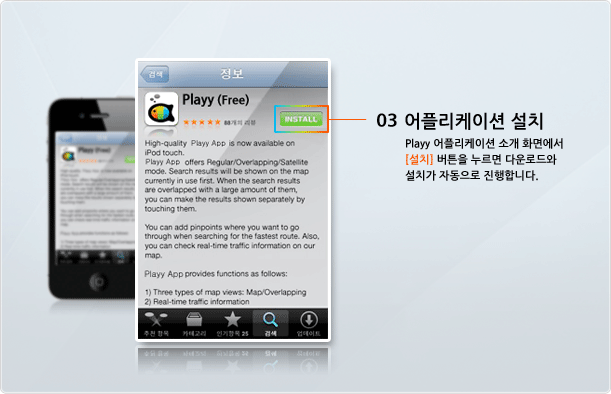 검색
정보
Playy (Free)
★★★★★ 88개의 리뷰
INSTALL
High-quality Playy App is now available on
iPod touch.
Playy App offers Regular/Overlapping/Satellite
mode. Search results will be shown on the map
currently in use first. When the search results
are overlapped with a large amount of them,
you can make the results shown separately by
touching them.
You can add pinpoints where you want to go
through when searching for the fastest route. Also,
you can check real-time traffic information on our
map.
Playy App provides functions as follows:
1) Three types of map views: Map/Overlapping
2) Real-time traffic information
추천 항목
카테고리
인기항목 25
검색
업데이트
03 어플리케이션 설치
Playy 어플리케이션 소개 화면에서
[설치] 버튼을 누르면 다운로드와
설치가 자동으로 진행합니다.